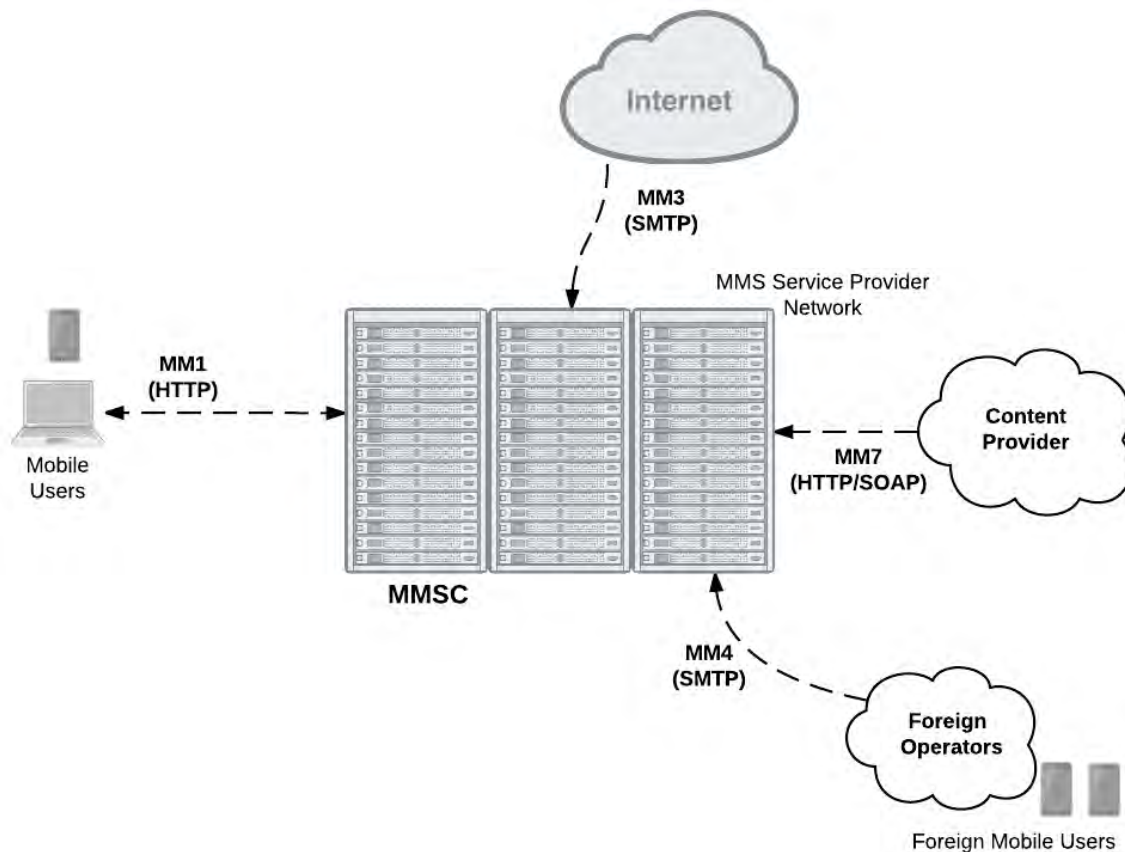 Internet
MM3
(SMTP)
MMS Service Provider
Network
MM1
(HTTP)
Mobile
Users
Content
Provider
MM7
(HTTP/SOAP)
MMSC
MM4
(SMTP)
Foreign
Operators
Foreign Mobile Users